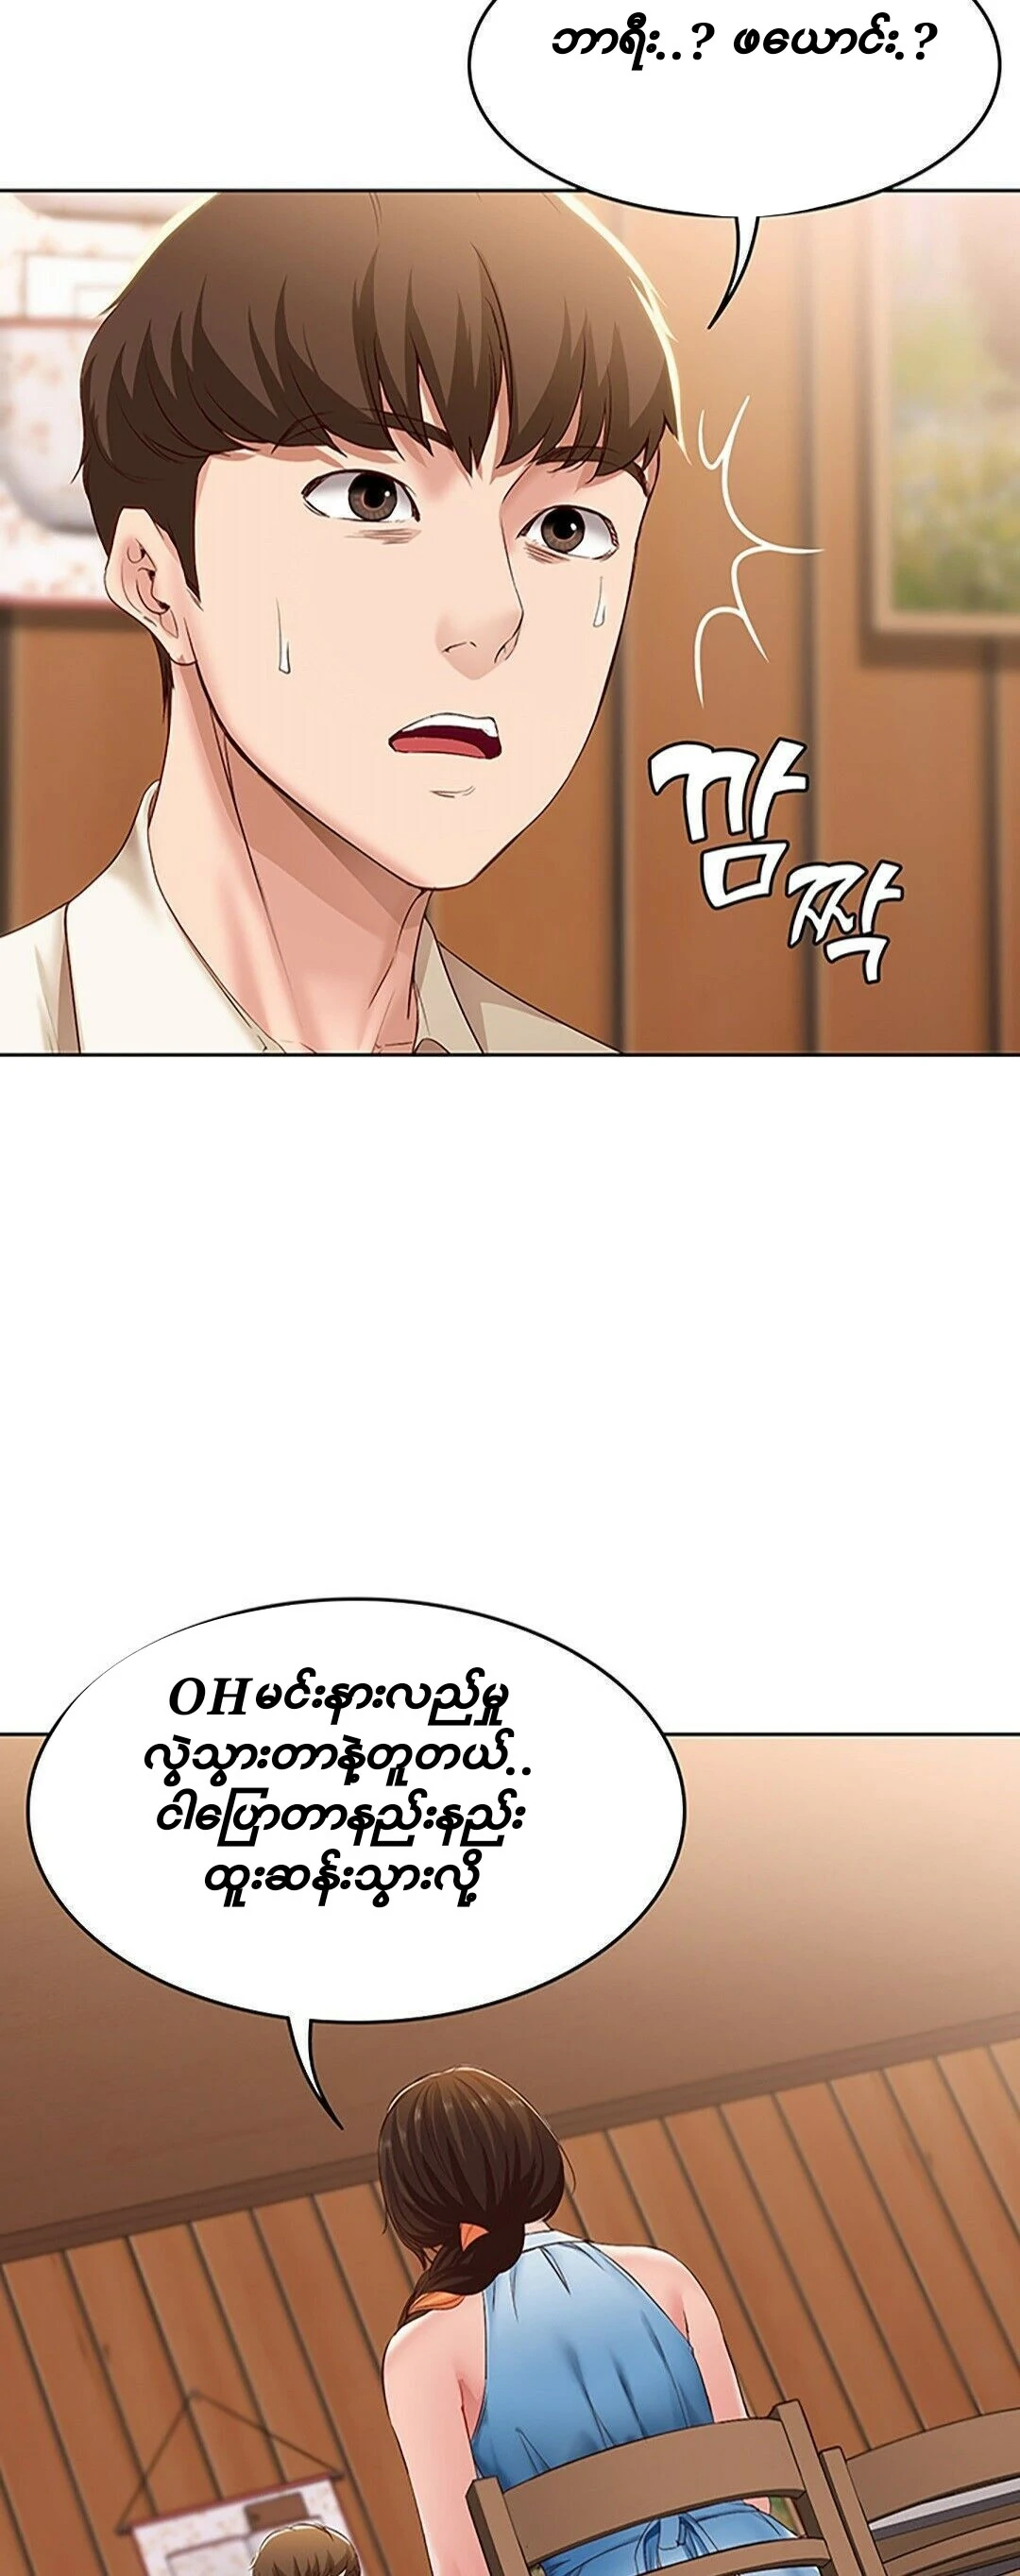 ဘာရီး..? ဖယောင်း.?
깜
짝
OHမင်းနားလည်မှု
လွဲသွားတာနဲ့တူတယ်..
ငါပြောတာနည်းနည်း
ထူးဆန်းသွားလို့